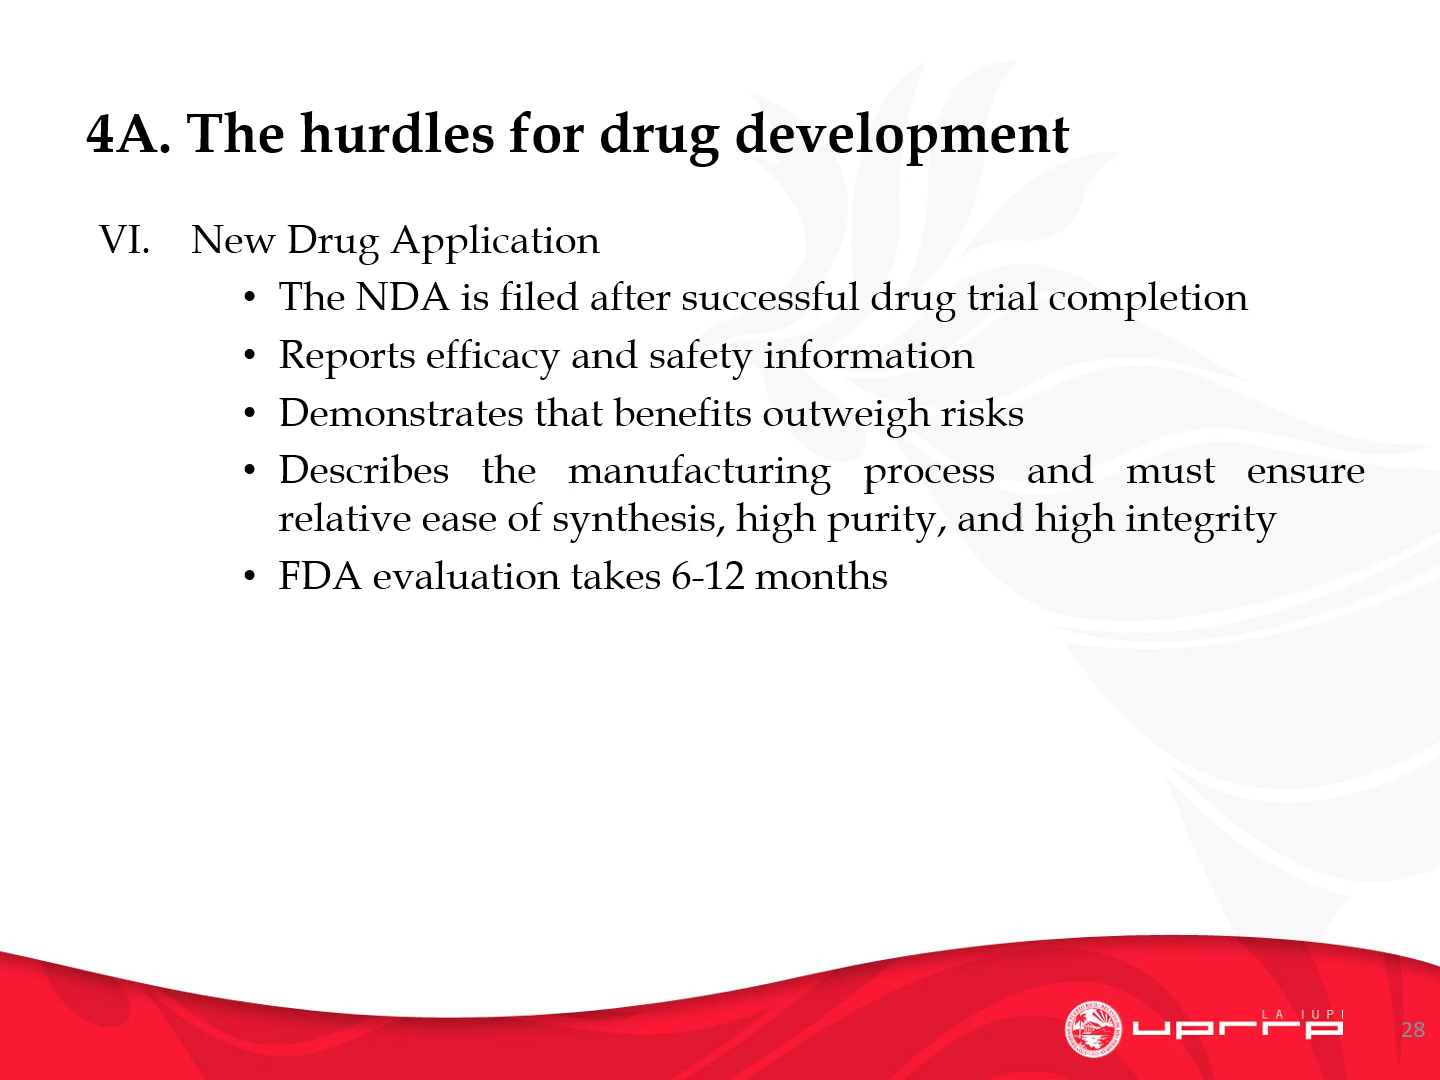 4A. The hurdles for drug development
VI. New Drug Application
• The NDA is filed after successful drug trial completion
• Reports efficacy and safety information
• Demonstrates that benefits outweigh risks
• Describes the manufacturing process and must ensure
relative ease of synthesis, high purity, and high integrity
• FDA evaluation takes 6-12 months
LA IUPI
uprrp
28